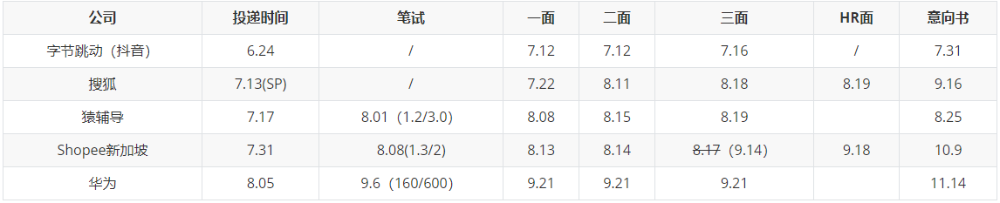 公司 投递时间 笔试 一面 二面 三面 HR面 意向书
字节跳动（抖音） 6.24 / 7.12 7.12 7.16 / 7.31
搜狐 7.13(SP) / 7.22 8.11 8.18 8.19 9.16
猿辅导 7.17 8.01（1.2/3.0） 8.08 8.15 8.19 8.25
Shopee新加坡 7.31 8.08(1.3/2) 8.13 8.14 8.17（9.14） 9.18 10.9
华为 8.05 9.6（160/600） 9.21 9.21 9.21 11.14